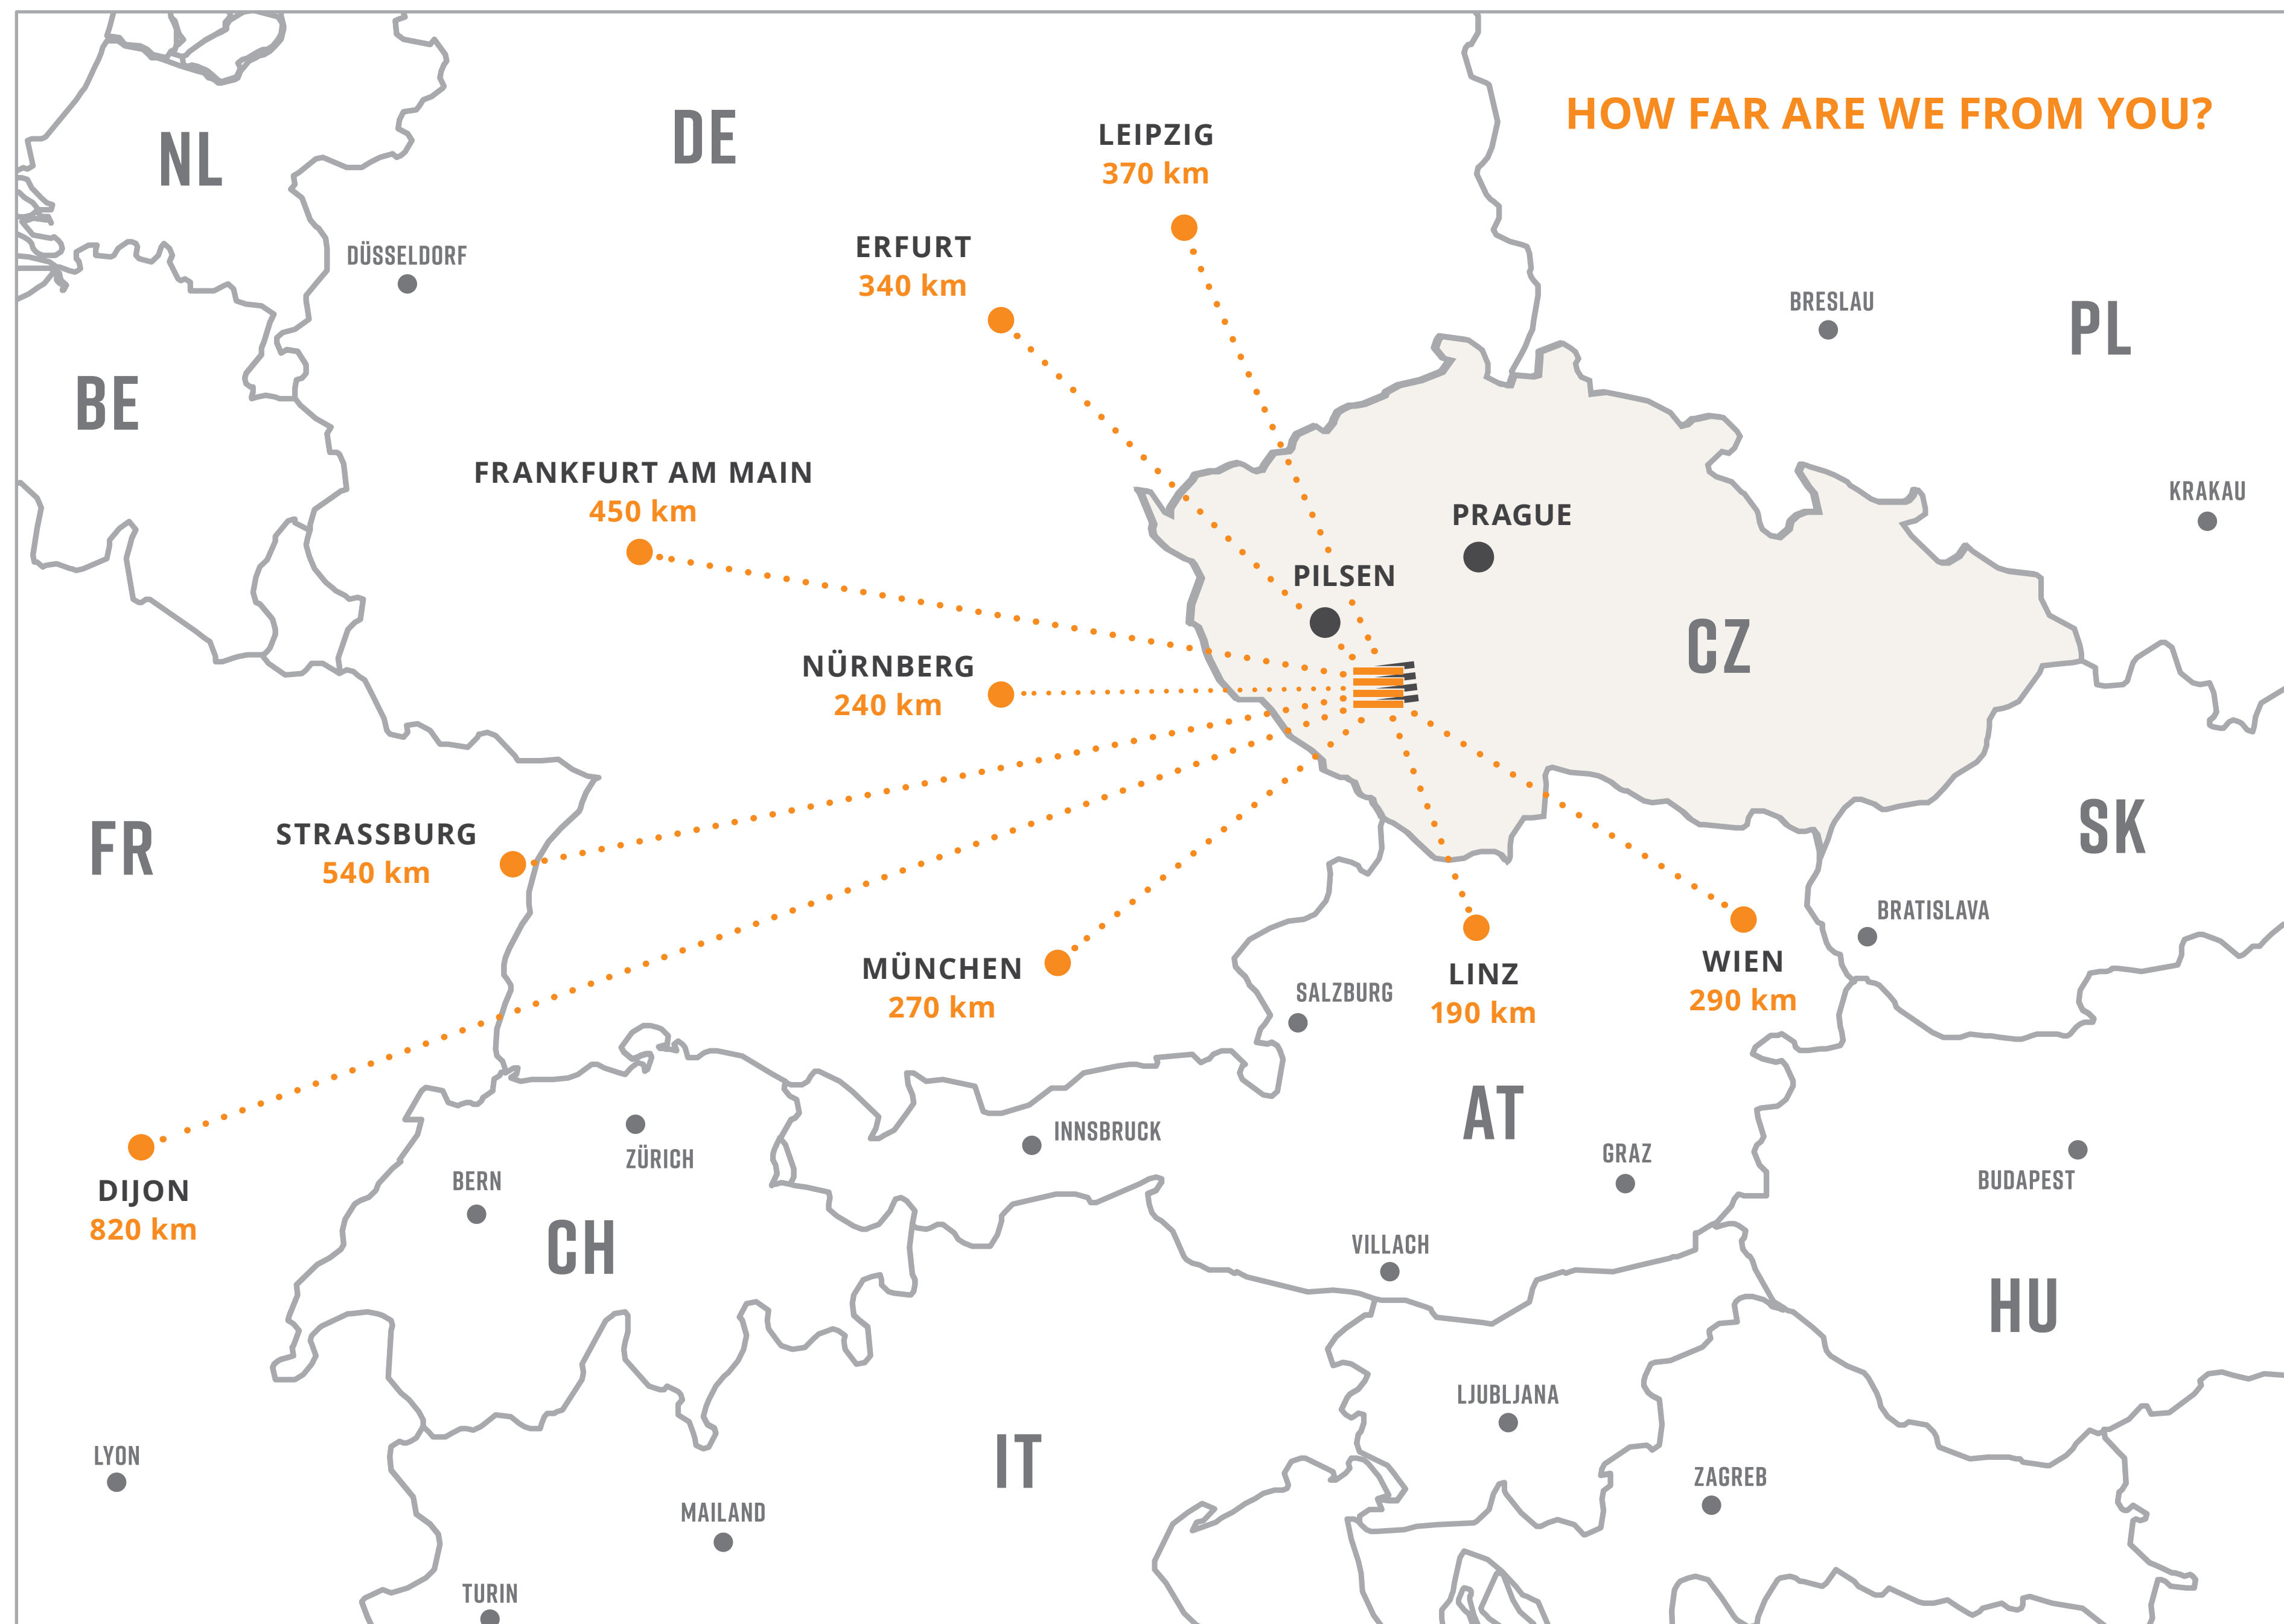 HOW FAR ARE WE FROM YOU?
DE
LEIPZIG
370 km
NL
ERFURT
340 km
DÜSSELDORF
BRESLAU
PL
BE
FRANKFURT AM MAIN
450 km
KRAKAU
PRAGUE
PILSEN
CZ
NÜRNBERG
240 km
FR
STRASSBURG
540 km
SK
BRATISLAVA
MÜNCHEN
270 km
LINZ
190 km
WIEN
290 km
SALZBURG
AT
INNSBRUCK
ZÜRICH
GRAZ
BUDAPEST
BERN
DIJON
820 km
CH
VILLACH
HU
LJUBLJANA
LYON
IT
ZAGREB
MAILAND
TURIN